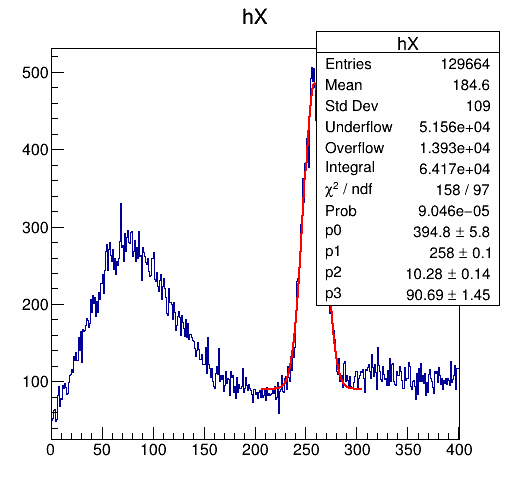 hX
hX
Entries 129664
Mean 184.6
Std Dev 109
Underflow 5.156e+04
Overflow 1.393e+04
Integral 6.417e+04
χ² / ndf 158 / 97
Prob 9.046e−05
p0 394.8 ± 5.8
p1 258 ± 0.1
p2 10.28 ± 0.14
p3 90.69 ± 1.45
500
400
300
200
100
0 50 100 150 200 250 300 350 400